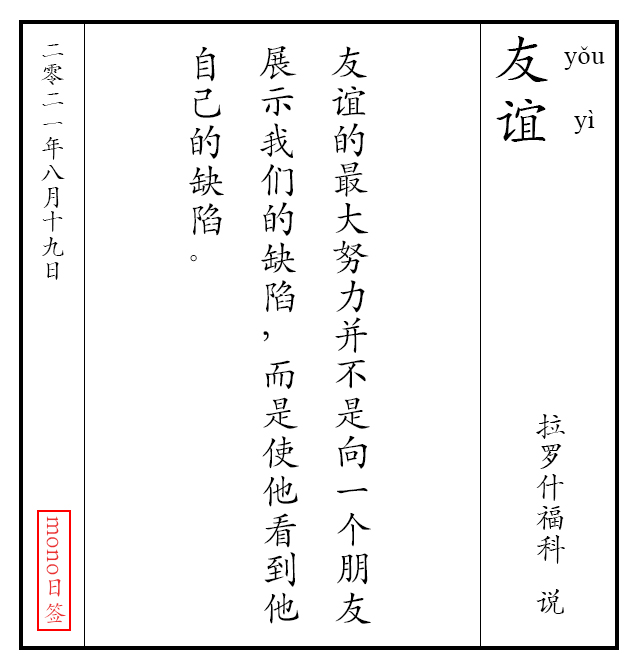 友谊
yǒu
yì
拉罗什福科 说
友谊的最大努力并不是向一个朋友
展示我们的缺陷，而是使他看到他
自己的缺陷。
二零二一年八月十九日
mono日签